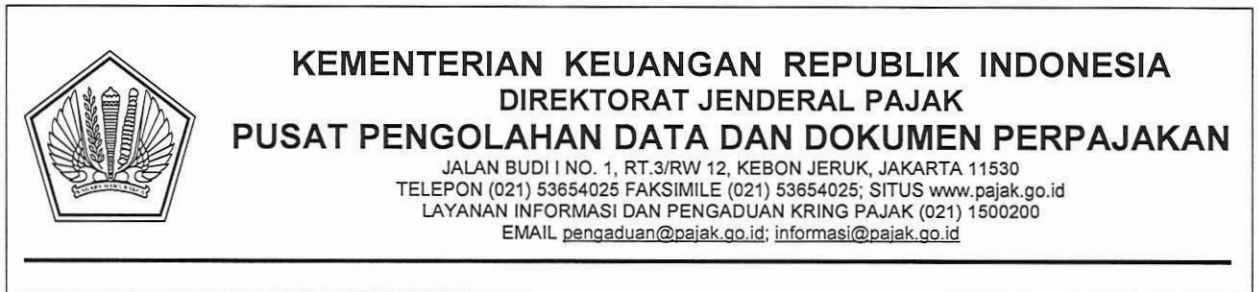 KEMENTERIAN KEUANGAN REPUBLIK INDONESIA
DIREKTORAT JENDERAL PAJAK
PUSAT PENGOLAHAN DATA DAN DOKUMEN PERPAJAKAN
JALAN BUDI I NO. 1, RT.3/RW 12, KEBON JERUK, JAKARTA 11530
TELEPON (021) 53654025 FAKSIMILE (021) 53654025; SITUS www.pajak.go.id
LAYANAN INFORMASI DAN PENGADUAN KRING PAJAK (021) 1500200
EMAIL pengaduan@pajak.go.id; informasi@pajak.go.id